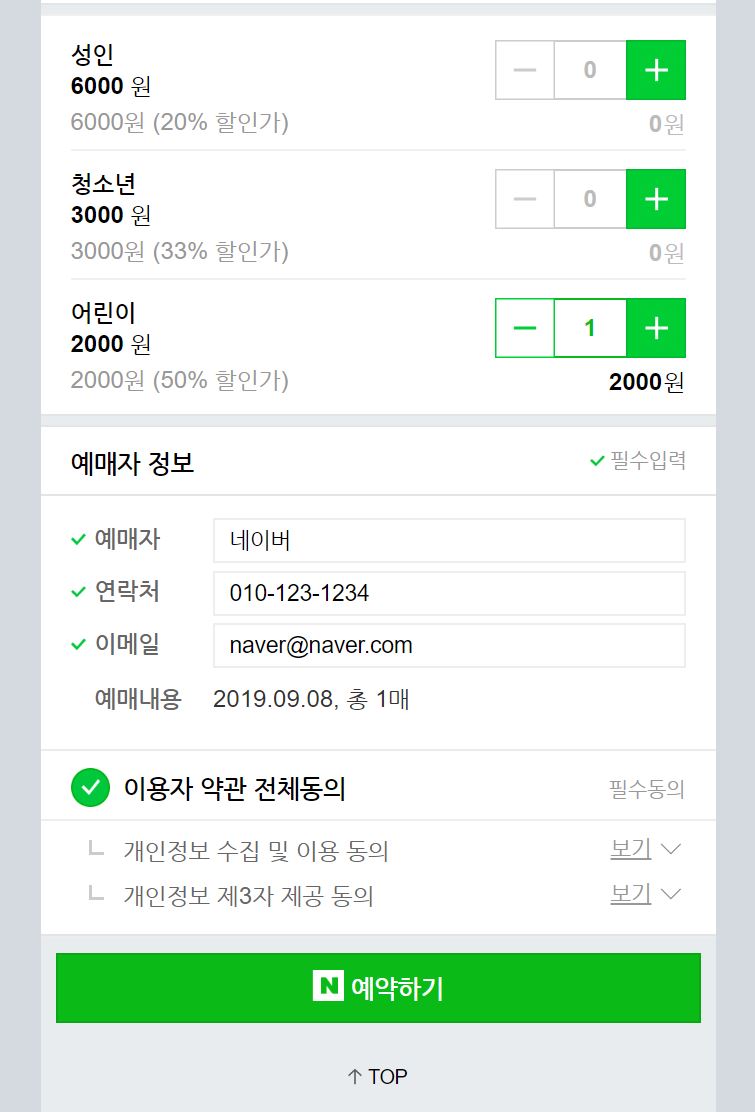 성인
6000 원
0
6000원 (20% 할인가)
0원
청소년
3000 원
0
3000원 (33% 할인가)
0원
어린이
2000 원
1
2000원 (50% 할인가)
2000원
예매자 정보
필수입력
예매자 네이버
연락처 010-123-1234
이메일 naver@naver.com
예매내용 2019.09.08, 총 1매
이용자 약관 전체동의
필수동의
개인정보 수집 및 이용 동의
보기
개인정보 제3자 제공 동의
보기
N 예약하기
TOP